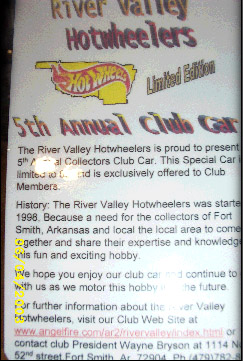 River Valley
Hotwheelers
HOT WHEELS
Limited Edition
5th Annual Club Car
The River Valley Hotwheelers is proud to present
5th Annual Collectors Club Car. This Special Car i
limited to and is exclusively offered to Club
Members.
History: The River Valley Hotwheelers was starte
1998. Because a need for the collectors of Fort
Smith, Arkansas and local the local area to come
together and share their expertise and knowledge
his fun and exciting hobby.
We hope you enjoy our club car and continue to
with us as we motor this hobby the future.
For further information about the River Valley
Hotwheelers, visit our Club Web Site at
www.angelfire.com/ar2/rivervalley/index.html or
contact club President Wayne Bryson at 1114 N
52nd street Fort Smith, Ar. 72904 Ph (479)782-